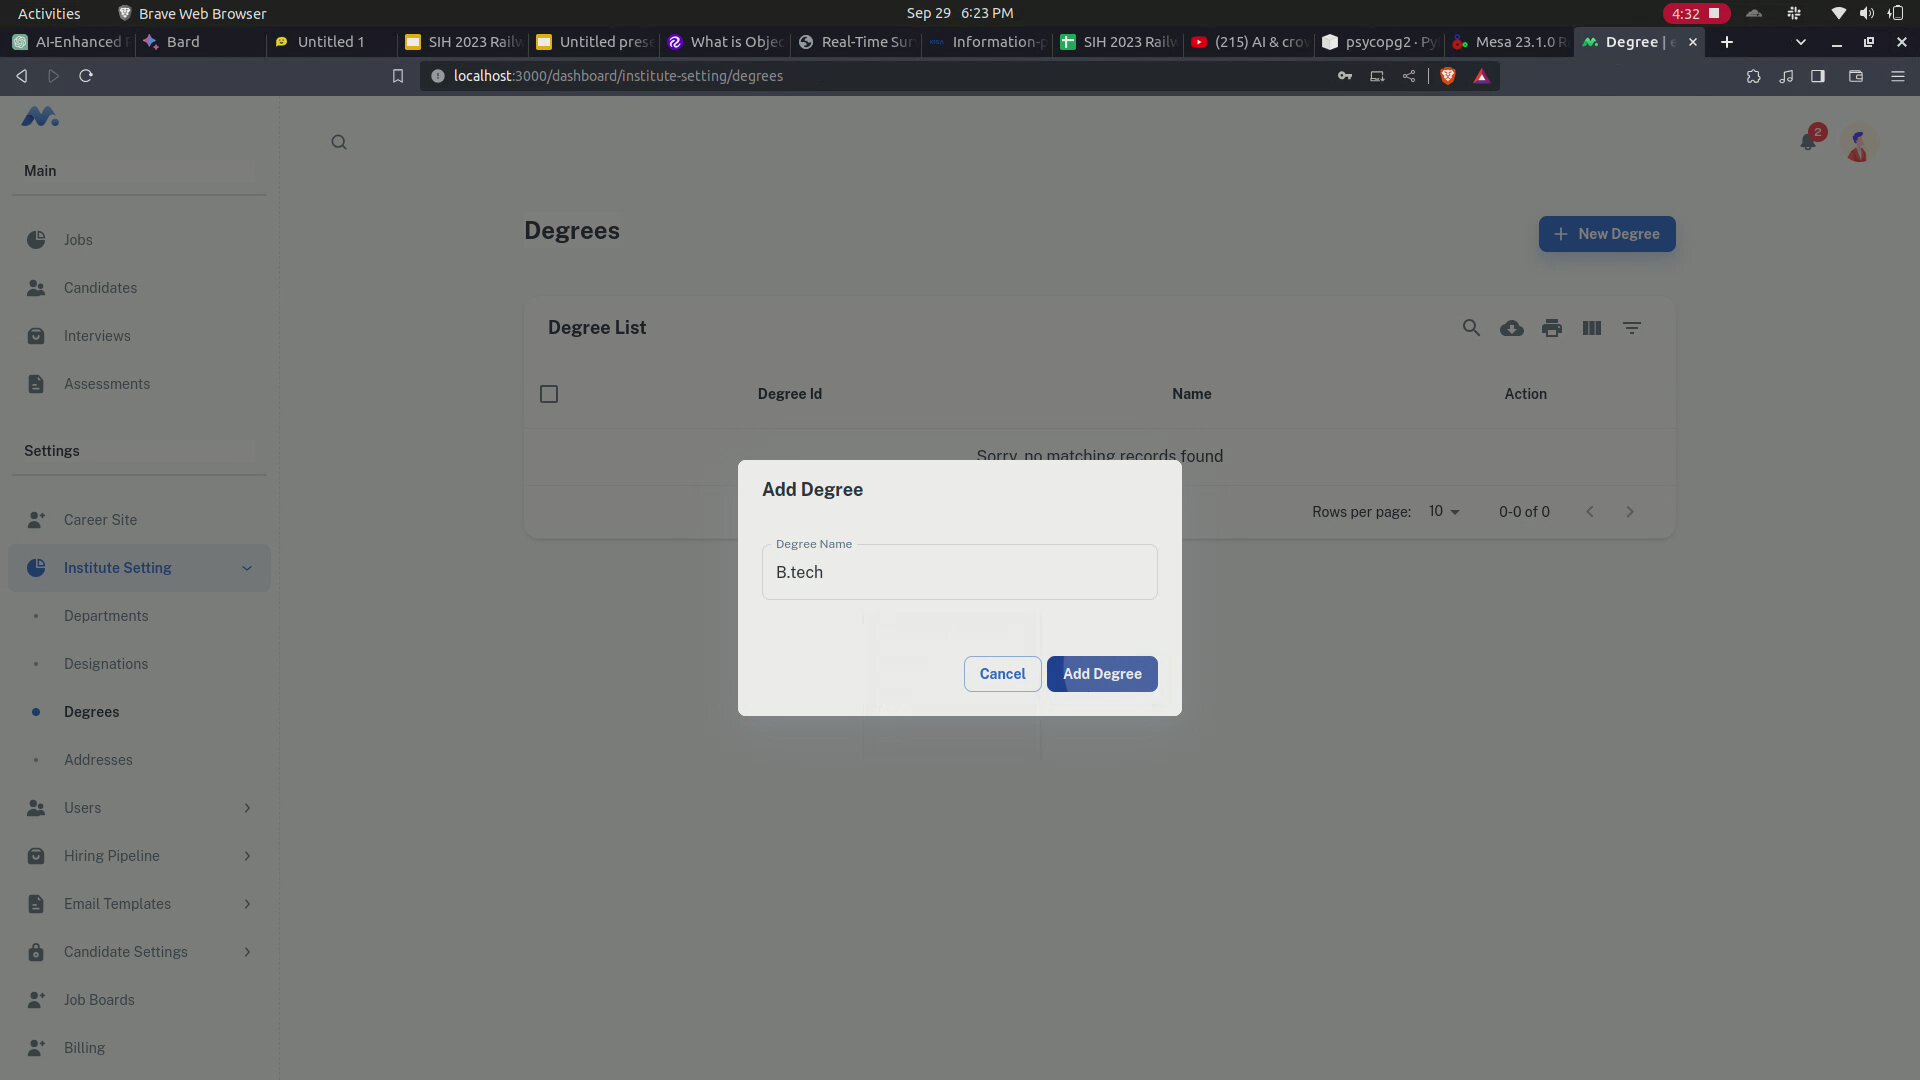 Activities
Brave Web Browser
Sep 29 6:23 PM
4:32
AI-Enhanced
Bard
Untitled 1
SIH 2023 Railw
Untitled prese
What is Objec
Real-Time Sur
Information-p
SIH 2023 Railw
(215) AI & crow
psycopg2 · Py
Mesa 23.1.0 R
Degree |
localhost:3000/dashboard/institute-setting/degrees
2
Main
Jobs
Candidates
Interviews
Assessments
Settings
Career Site
Institute Setting
Departments
Designations
Degrees
Addresses
Users
Hiring Pipeline
Email Templates
Candidate Settings
Job Boards
Billing
Degrees
New Degree
Degree List
Degree Id
Name
Action
Sorry, no matching records found
Rows per page:
10
0-0 of 0
Add Degree
Degree Name
B.tech
Cancel
Add Degree